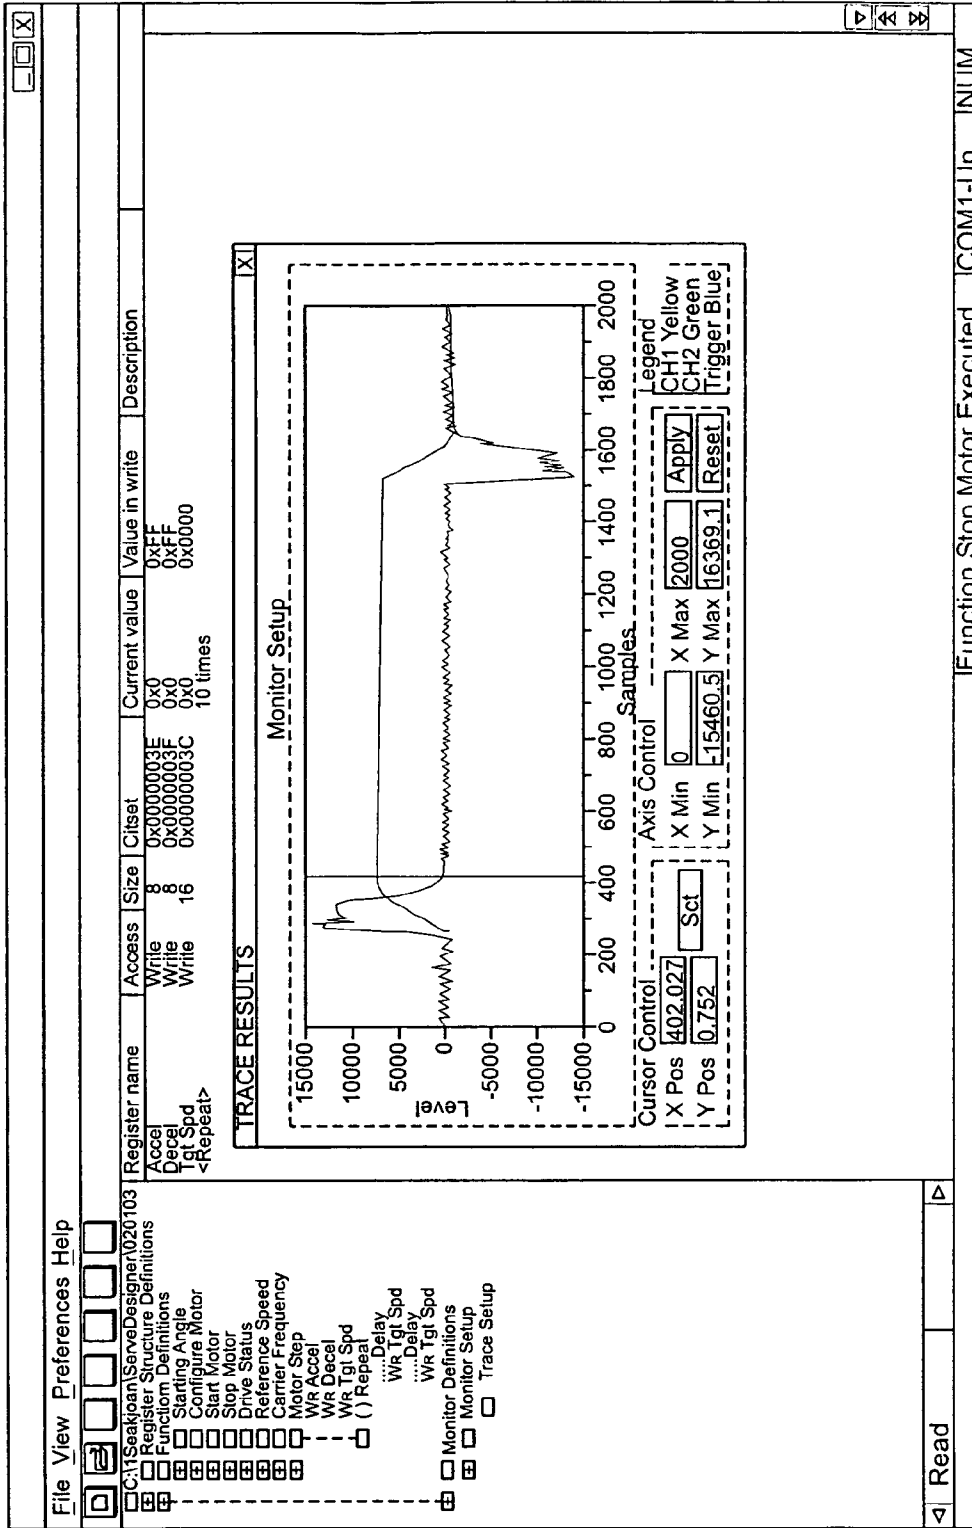 File View Preferences Help
C:\1Seakjoan\ServeDesigner\020103
Register Structure Definitions
Functiom Definitions
Starting Angle
Configure Motor
Start Motor
Stop Motor
Drive Status
Reference Speed
Carrier Frequency
Motor Step
WR Accel
WR Decel
WR Tgt Spd
( ) Repeat
.....Delay
WR Tgt Spd
.....Delay
WR Tgt Spd
Monitor Definitions
Monitor Setup
Trace Setup
Read
Register name Access Size Citset Current value Value in write Description
Accel Write 8 0x0000003E 0x0 0xFF
Decel Write 8 0x0000003F 0x0 0xFF
Tgt Spd Write 16 0x0000003C 0x0 0x0000
<Repeat> 10 times
TRACE RESULTS X
Monitor Setup
15000
10000
5000
0
-5000
-10000
-15000
Level
0 200 400 600 800 1000 1200 1400 1600 1800 2000
Samples
Cursor Control
X Pos 402.027
Y Pos 0.752
Sct
Axis Control
X Min 0 X Max 2000 Apply
Y Min -15460.5 Y Max 16369.1 Reset
Legend
CH1 Yellow
CH2 Green
Trigger Blue
Function Stop Motor Executed COM1-Up NUM